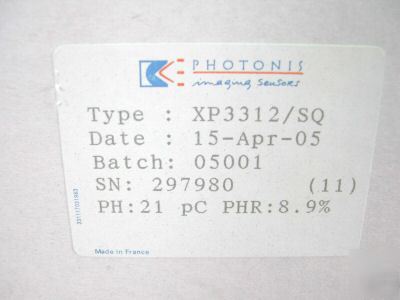 PHOTONIS
imaging sensors
Type : XP3312/SQ
Date : 15-Apr-05
Batch: 05001
SN: 297980 (11)
PH:21 pC PHR:8.9%
Made in France